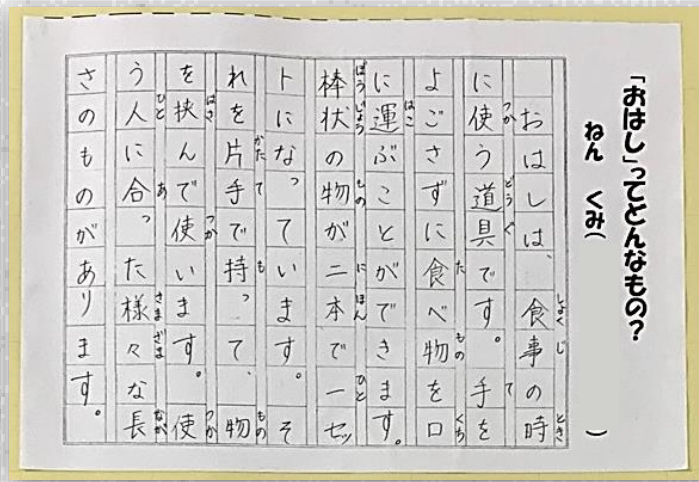 「おはし」ってどんなもの?
ねん くみ( )
おはしは、食事の時
に使う道具です。手を
よごさずに食べ物を口
に運ぶことができます。
棒状の物が二本で一セッ
トになっています。そ
れを片手で持って、物
を挟んで使います。使
う人に合った様々な長
さのものがあります。